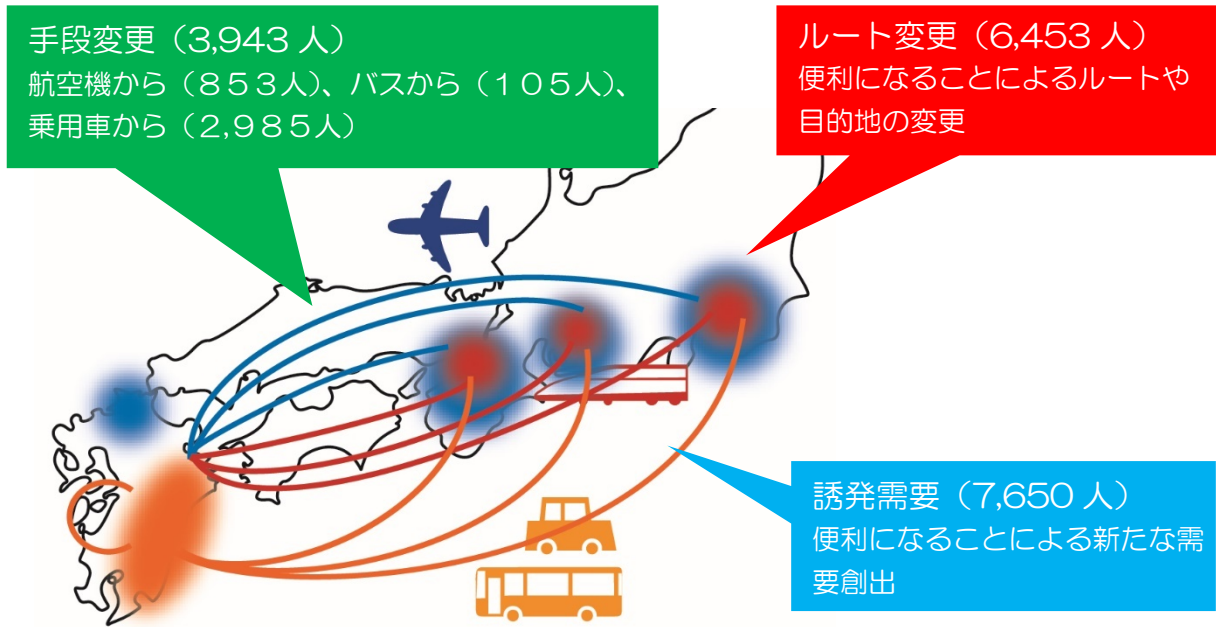 手段変更（3,943 人）
航空機から（８５３人）、バスから（１０５人）、
乗用車から（2,９８５人）
ルート変更（6,453 人）
便利になることによるルートや
目的地の変更
誘発需要（7,650 人）
便利になることによる新たな需
要創出